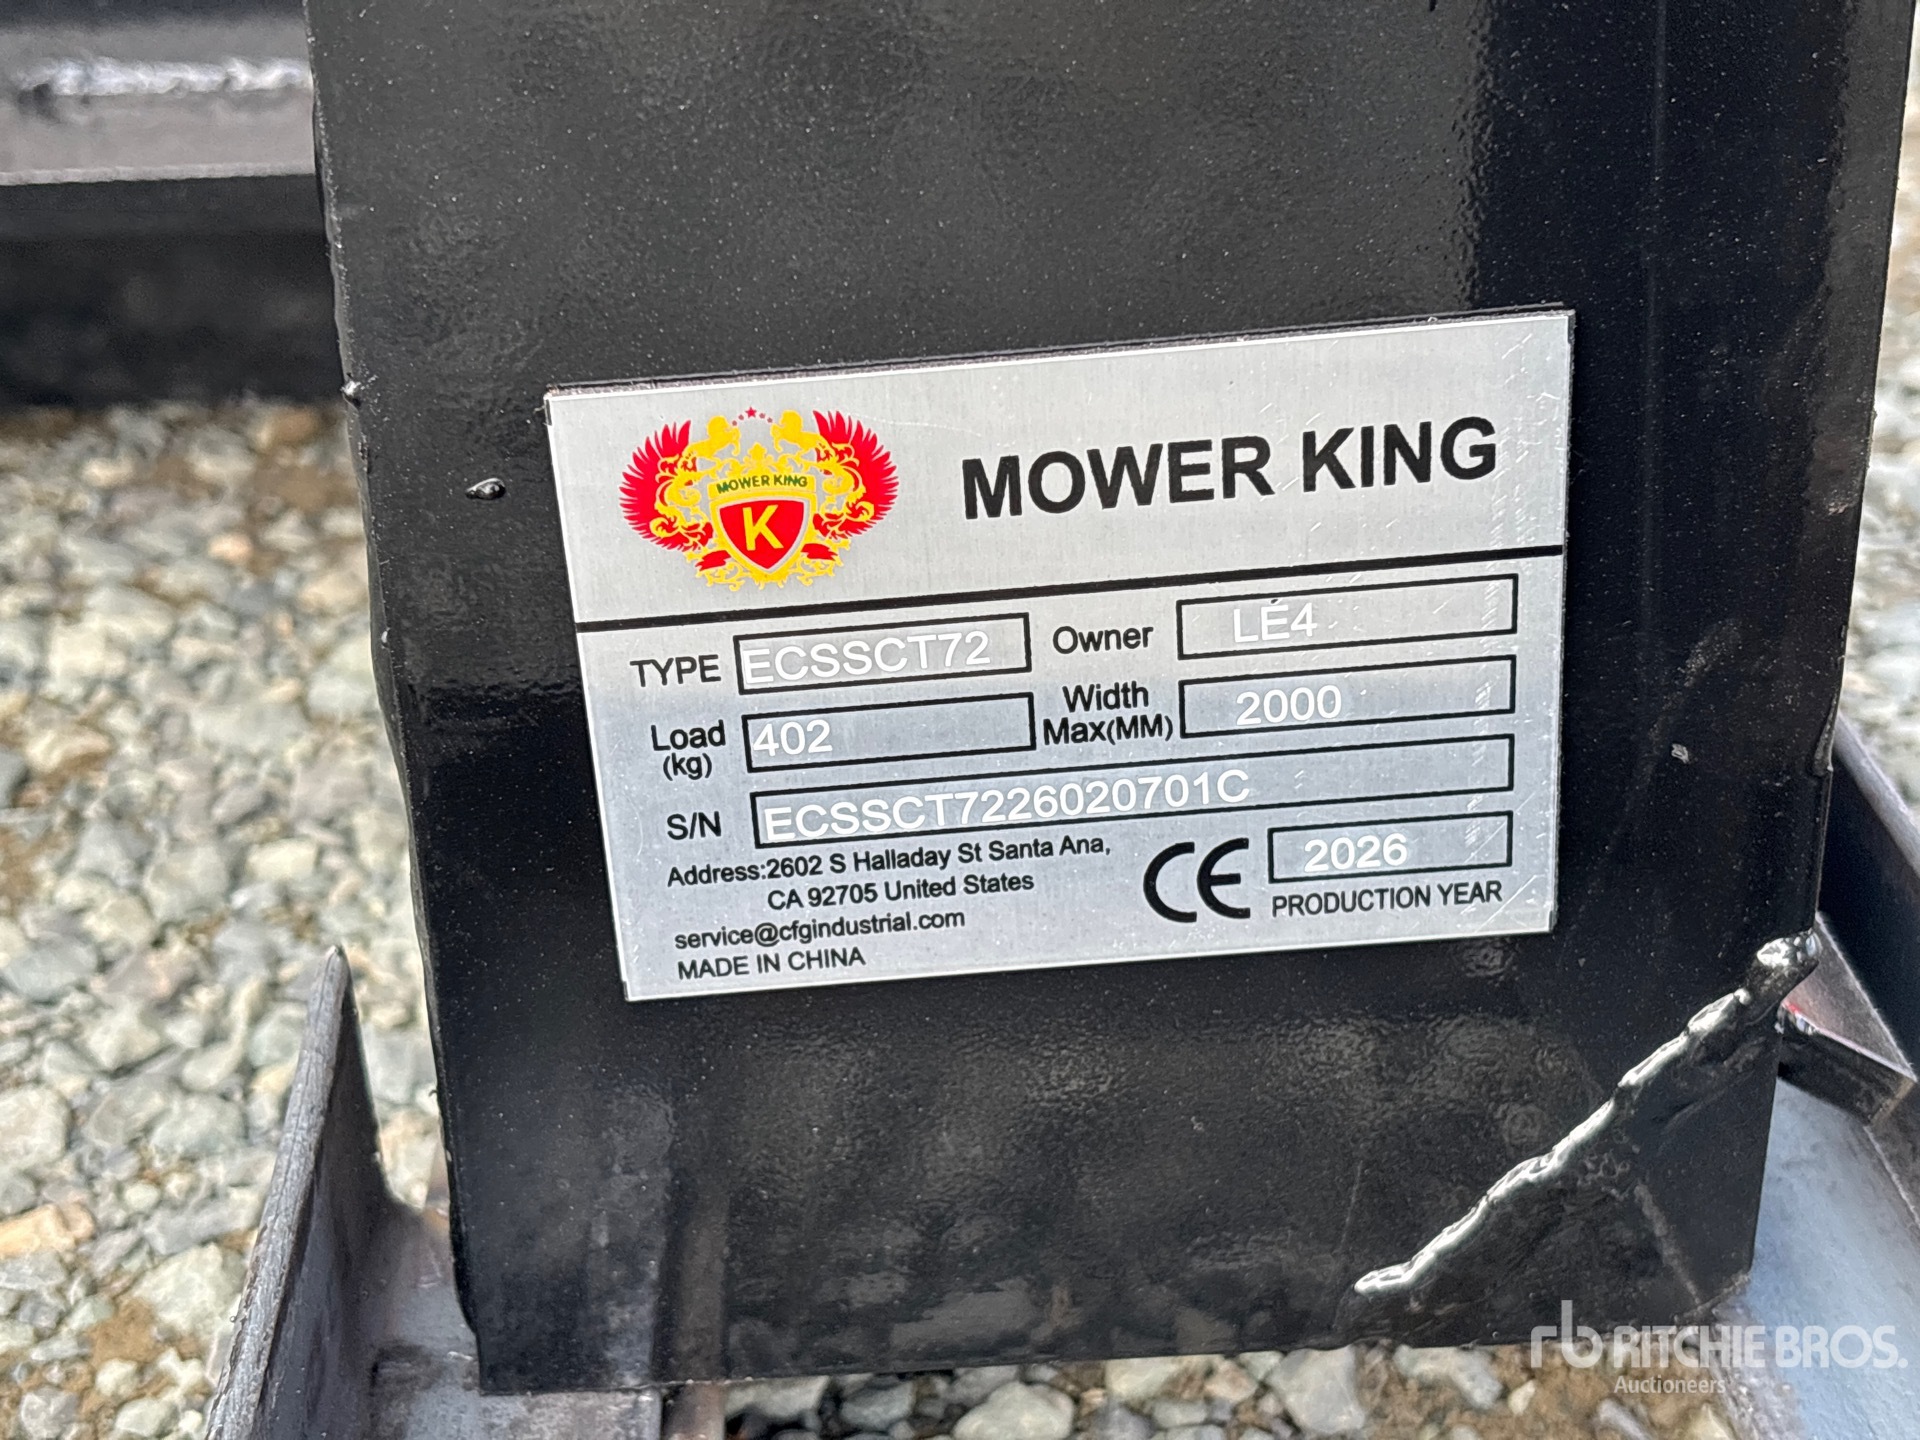 MOWER KING
K
MOWER KING
TYPE ECSSCT72 Owner LÉ4
Load (kg) 402 Width Max(MM) 2000
S/N ECSSCT7226020701C
Address:2602 S Halladay St Santa Ana,
CA 92705 United States
service@cfgindustrial.com
MADE IN CHINA
CE
2026
PRODUCTION YEAR
rb RITCHIE BROS.
Auctioneers